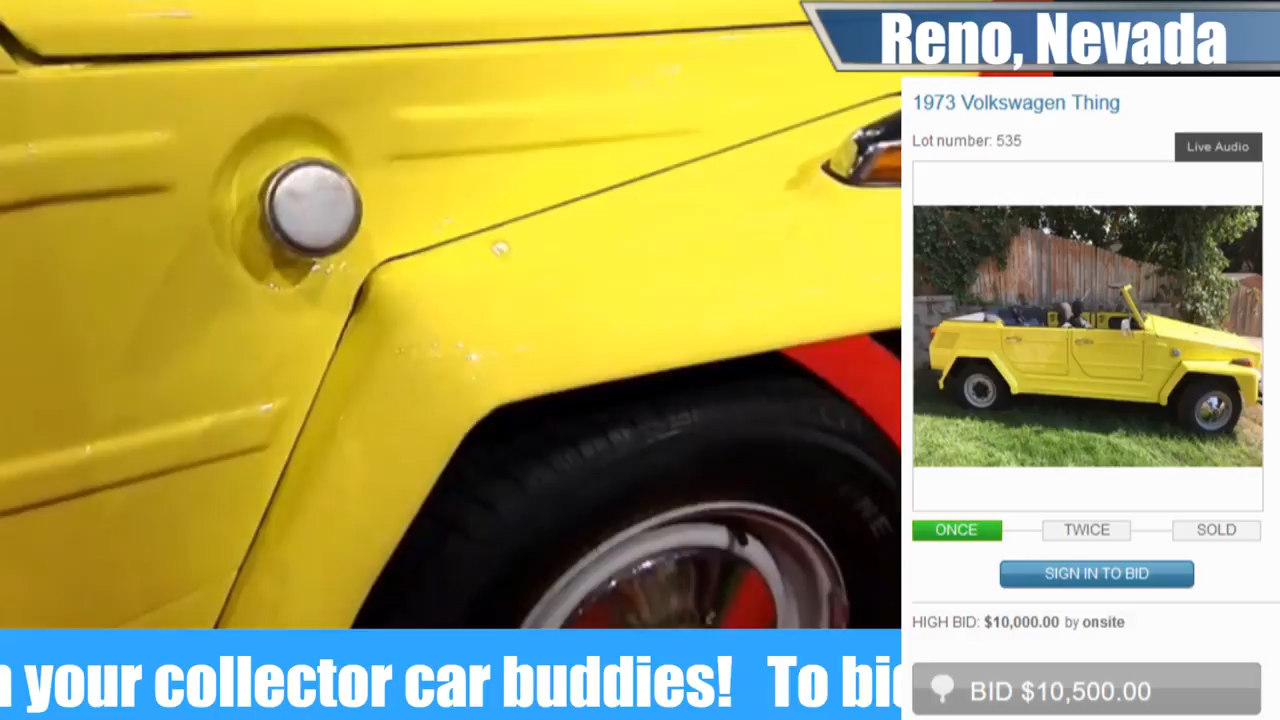 Reno, Nevada
1973 Volkswagen Thing
Lot number: 535
Live Audio
ONCE
TWICE
SOLD
SIGN IN TO BID
HIGH BID: $10,000.00 by onsite
your collector car buddies! To
BID $10,500.00